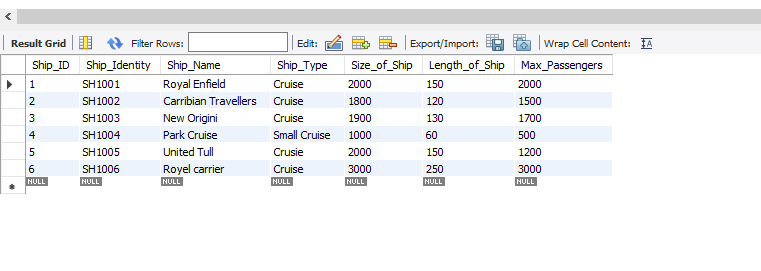 Result Grid Filter Rows: Edit: Export/Import: Wrap Cell Content: IA
Ship_ID Ship_Identity Ship_Name Ship_Type Size_of_Ship Length_of_Ship Max_Passengers
1 SH1001 Royal Enfield Cruise 2000 150 2000
2 SH1002 Carribian Travellers Cruise 1800 120 1500
3 SH1003 New Origini Cruise 1900 130 1700
4 SH1004 Park Cruise Small Cruise 1000 60 500
5 SH1005 United Tull Crusie 2000 150 1200
6 SH1006 Royel carrier Cruise 3000 250 3000
NULL NULL NULL NULL NULL NULL NULL